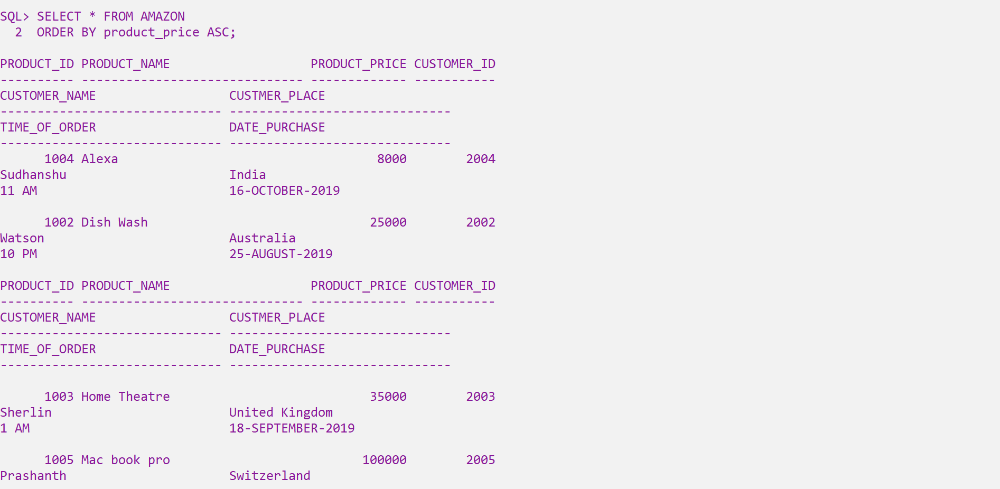 SQL> SELECT * FROM AMAZON
  2  ORDER BY product_price ASC;

PRODUCT_ID PRODUCT_NAME                   PRODUCT_PRICE CUSTOMER_ID
---------- ------------------------------ ------------- -----------
CUSTOMER_NAME                  CUSTMER_PLACE
------------------------------ ------------------------------
TIME_OF_ORDER                  DATE_PURCHASE
------------------------------ ------------------------------
      1004 Alexa                                   8000        2004
Sudhanshu                      India
11 AM                          16-OCTOBER-2019

      1002 Dish Wash                              25000        2002
Watson                         Australia
10 PM                          25-AUGUST-2019

PRODUCT_ID PRODUCT_NAME                   PRODUCT_PRICE CUSTOMER_ID
---------- ------------------------------ ------------- -----------
CUSTOMER_NAME                  CUSTMER_PLACE
------------------------------ ------------------------------
TIME_OF_ORDER                  DATE_PURCHASE
------------------------------ ------------------------------

      1003 Home Theatre                           35000        2003
Sherlin                        United Kingdom
1 AM                           18-SEPTEMBER-2019

      1005 Mac book pro                          100000        2005
Prashanth                      Switzerland